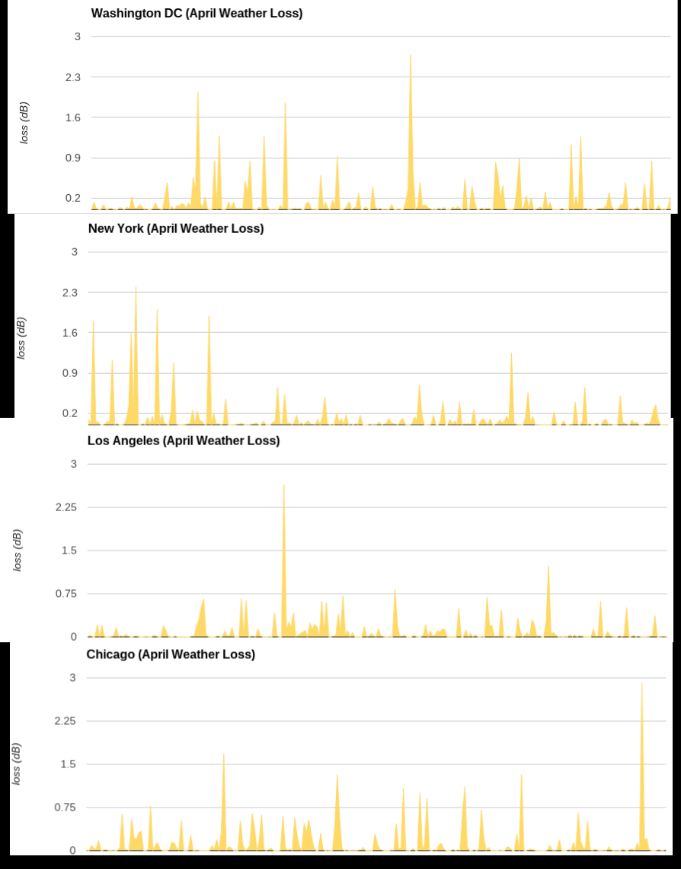 Washington DC (April Weather Loss)
3
2.3
1.6
0.9
0.2
loss (dB)
New York (April Weather Loss)
3
2.3
1.6
0.9
0.2
loss (dB)
Los Angeles (April Weather Loss)
3
2.25
1.5
0.75
0
loss (dB)
Chicago (April Weather Loss)
3
2.25
1.5
0.75
0
loss (dB)